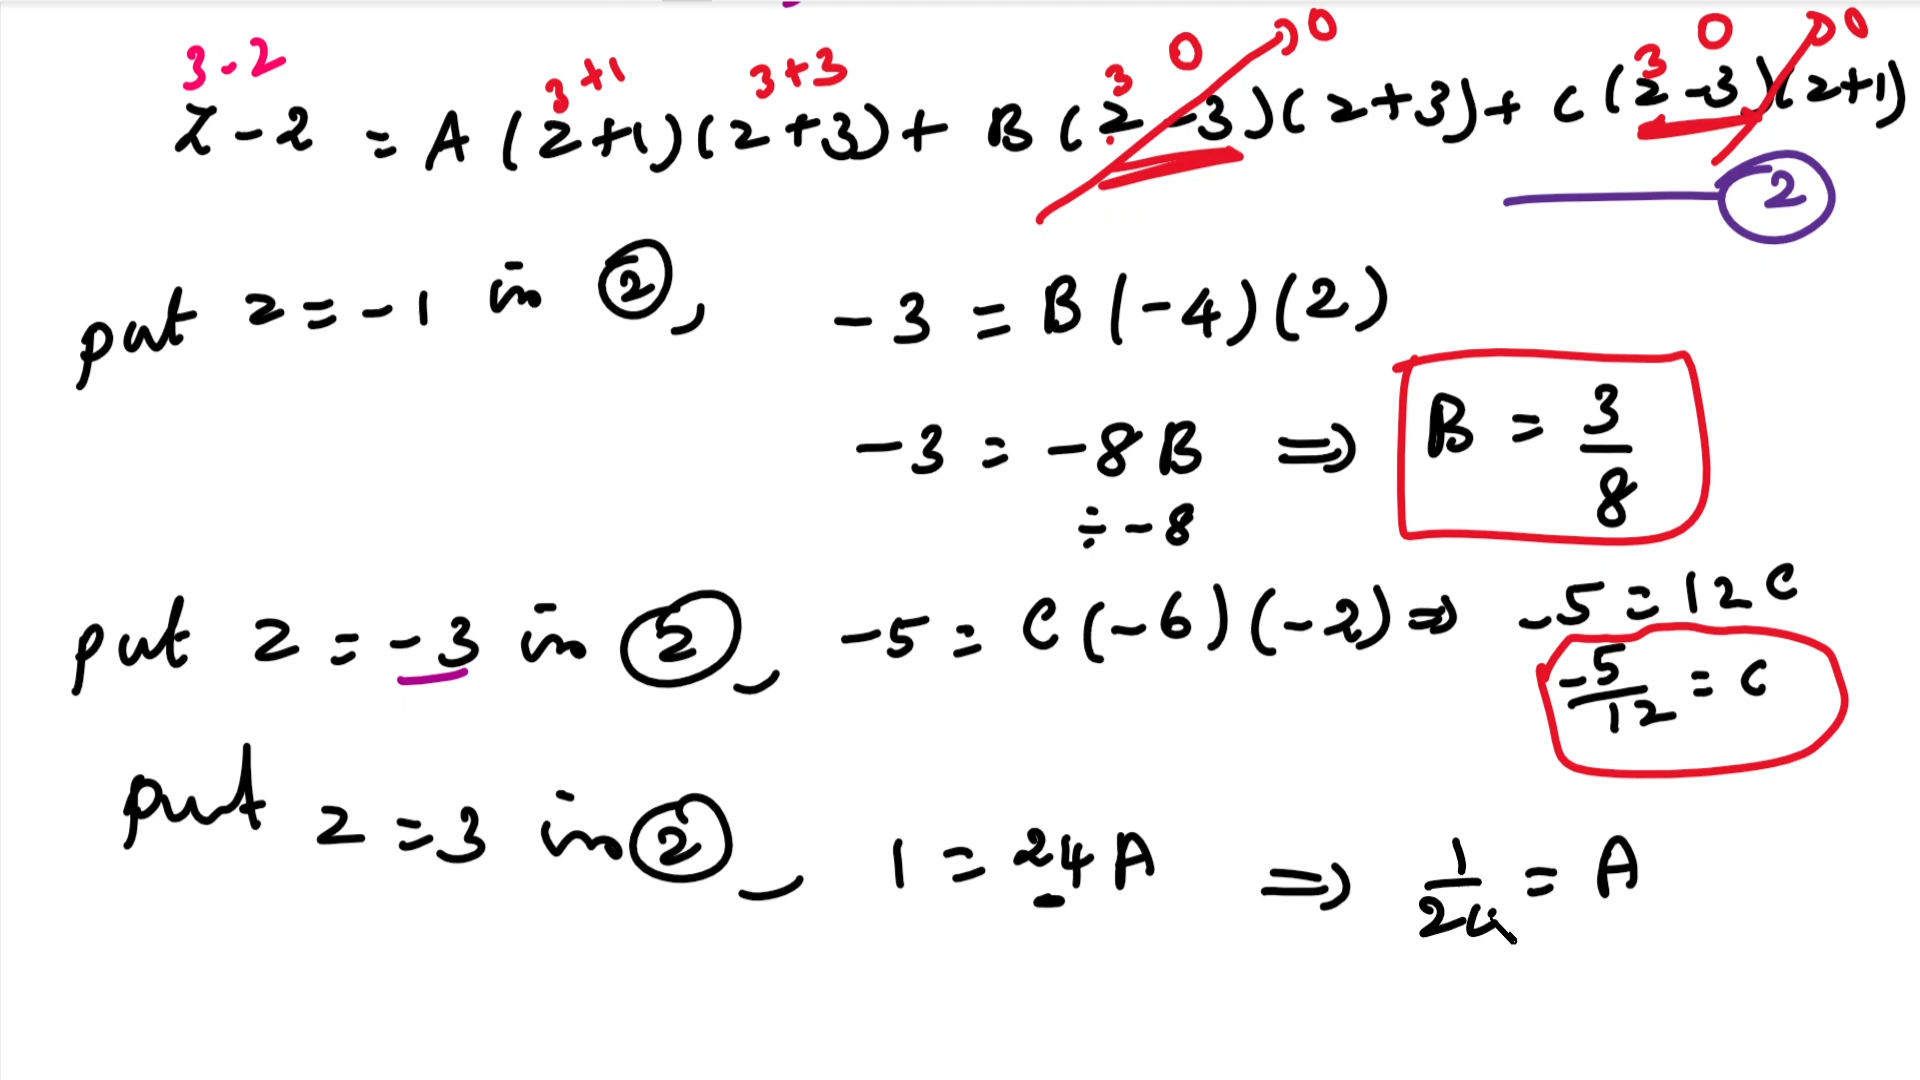 3-2 3+1 3+3 3 0 0 3 0 0
z-2 = A(z+1)(z+3)+ B(z-3)(z+3)+ C(z-3)(z+1)
2
put z=-1 in ②, -3 = B(-4)(2)
-3 = -8B ⇒ B = 3/8
÷-8
put z=-3 in ②, -5 = C(-6)(-2) ⇒ -5 = 12C
-5/12 = C
put z=3 in ②, 1 = 24A ⇒ 1/24 = A